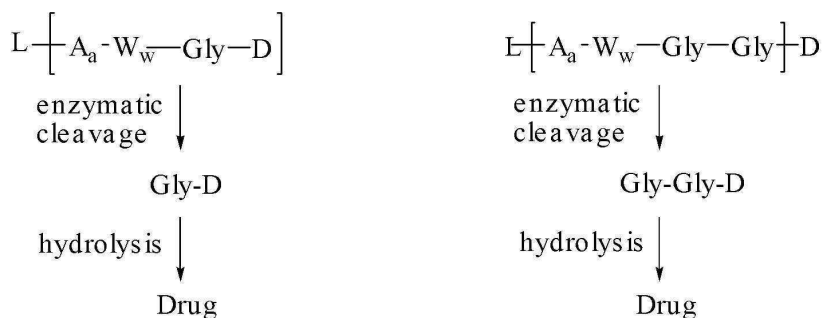 L-[A_a-W_w-Gly-D]
enzymatic
cleavage
Gly-D
hydrolysis
Drug
L-[A_a-W_w-Gly-Gly]-D
enzymatic
cleavage
Gly-Gly-D
hydrolysis
Drug